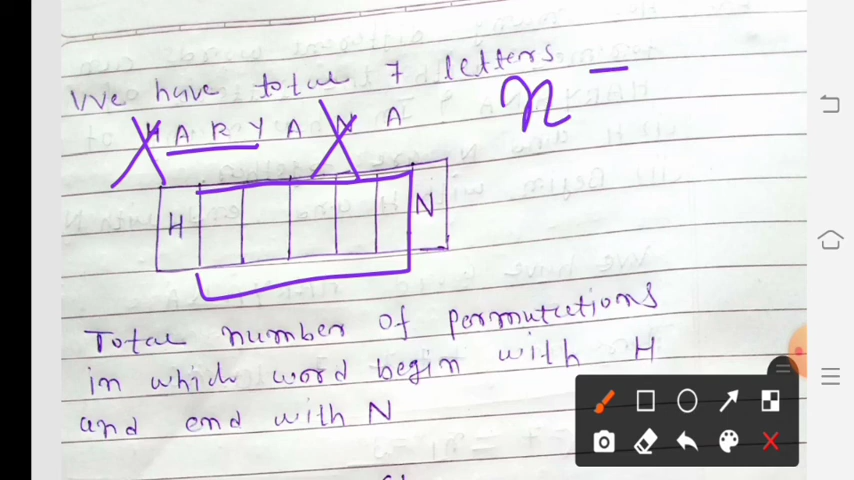 We have total 7 letters
H A R Y A N A
n
H N
Total number of permutations
in which word begin with H
and end with N